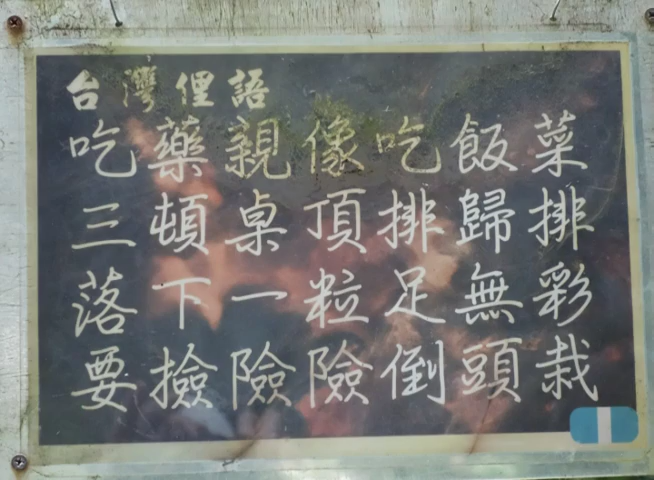 台灣俚語
吃藥親像吃飯菜
三頓桌頂排歸排
落下一粒足無彩
要撿險險倒頭栽